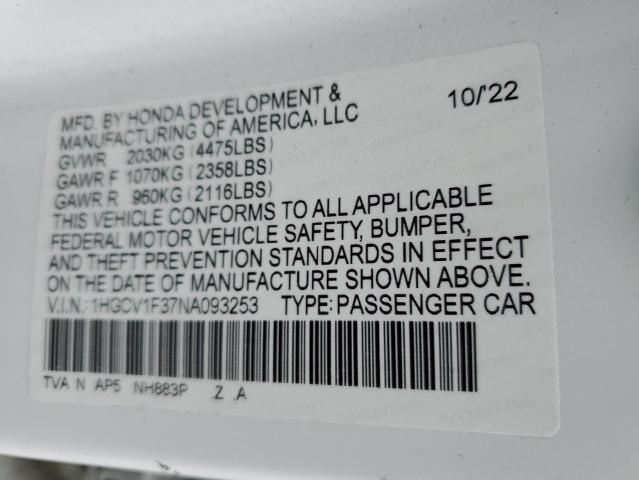 MFD. BY HONDA DEVELOPMENT & 10/'22
MANUFACTURING OF AMERICA, LLC
GVWR 2030KG (4475LBS)
GAWR F 1070KG (2358LBS)
GAWR R 960KG (2116LBS)
THIS VEHICLE CONFORMS TO ALL APPLICABLE
FEDERAL MOTOR VEHICLE SAFETY, BUMPER,
AND THEFT PREVENTION STANDARDS IN EFFECT
ON THE DATE OF MANUFACTURE SHOWN ABOVE.
V.I.N.: 1HGCV1F37NA093253 TYPE: PASSENGER CAR
TVA N AP5 NH883P .Z .A